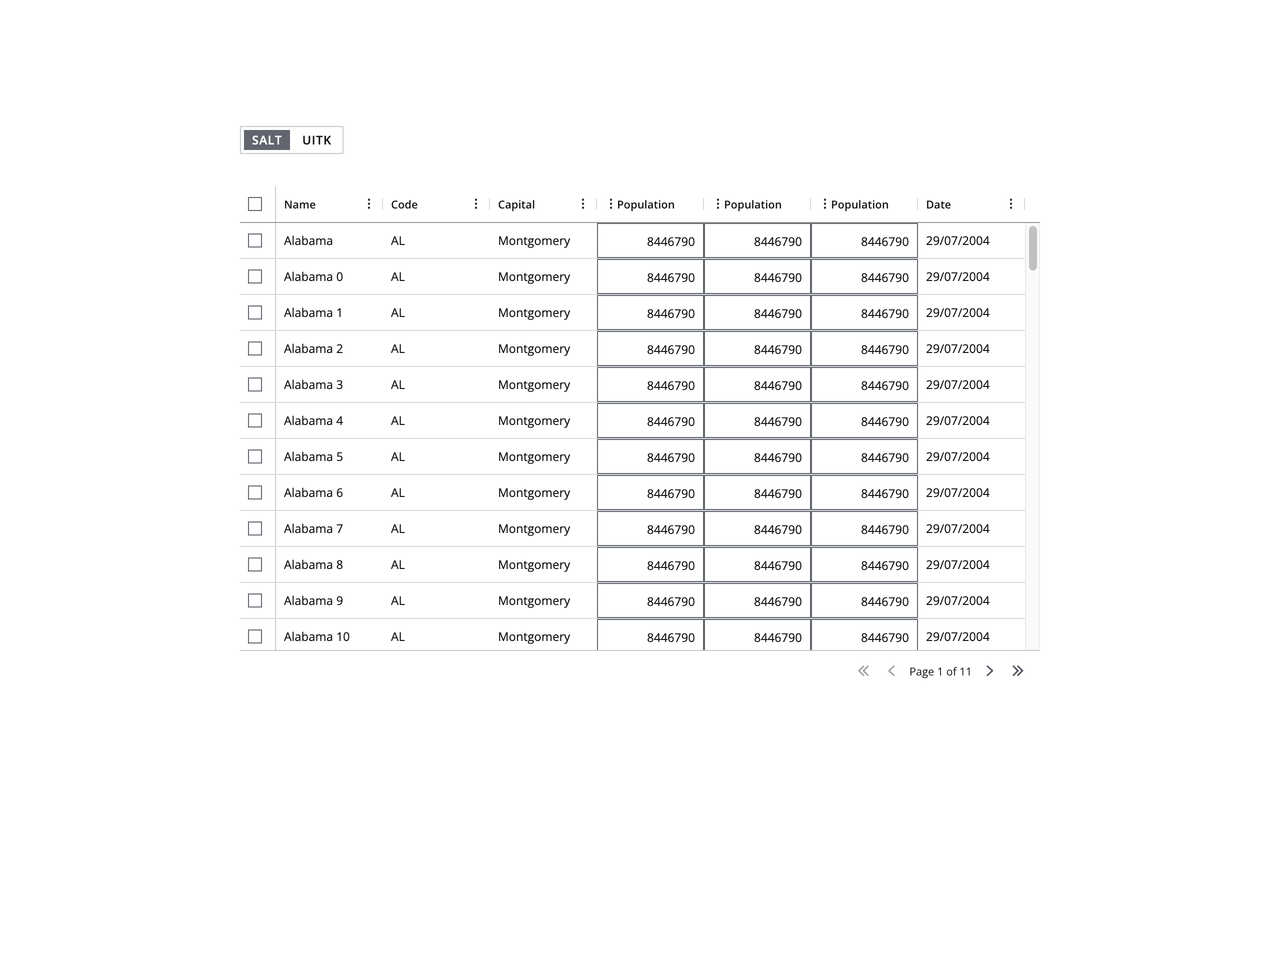 SALT UITK
Name Code Capital Population Population Population Date
Alabama AL Montgomery 8446790 8446790 8446790 29/07/2004
Alabama 0 AL Montgomery 8446790 8446790 8446790 29/07/2004
Alabama 1 AL Montgomery 8446790 8446790 8446790 29/07/2004
Alabama 2 AL Montgomery 8446790 8446790 8446790 29/07/2004
Alabama 3 AL Montgomery 8446790 8446790 8446790 29/07/2004
Alabama 4 AL Montgomery 8446790 8446790 8446790 29/07/2004
Alabama 5 AL Montgomery 8446790 8446790 8446790 29/07/2004
Alabama 6 AL Montgomery 8446790 8446790 8446790 29/07/2004
Alabama 7 AL Montgomery 8446790 8446790 8446790 29/07/2004
Alabama 8 AL Montgomery 8446790 8446790 8446790 29/07/2004
Alabama 9 AL Montgomery 8446790 8446790 8446790 29/07/2004
Alabama 10 AL Montgomery 8446790 8446790 8446790 29/07/2004
Page 1 of 11